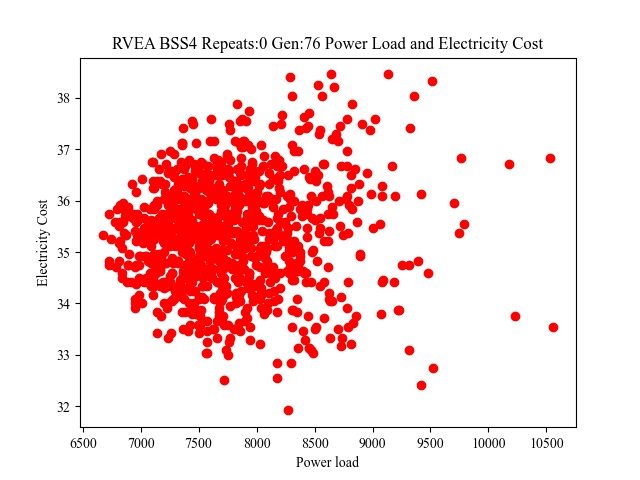 RVEA BSS4 Repeats:0 Gen:76 Power Load and Electricity Cost
38
37
36
35
34
33
32
Electricity Cost
6500 7000 7500 8000 8500 9000 9500 10000 10500
Power load